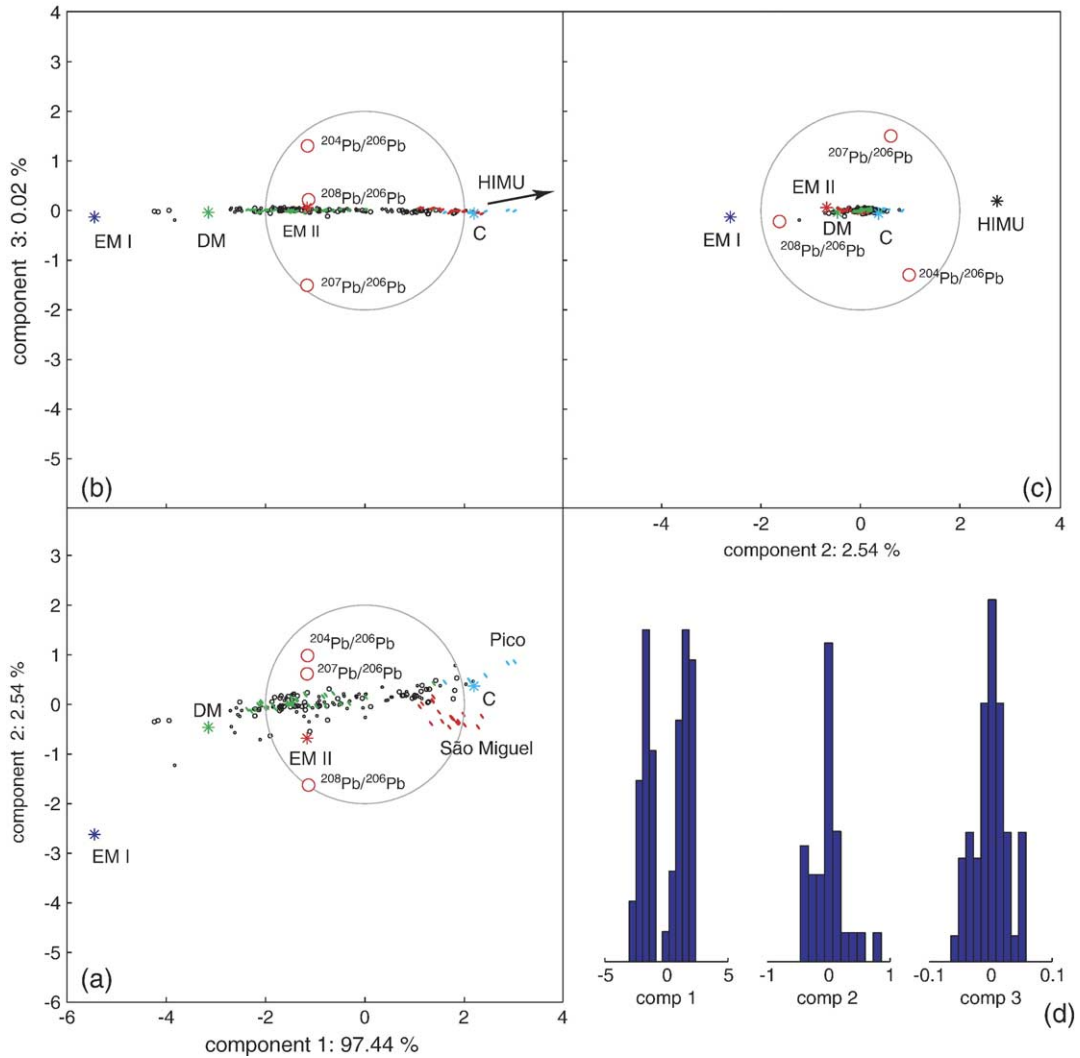 4
3
2
1
0
-1
-2
-3
-4
-5
component 3: 0.02 %
²⁰⁴Pb/²⁰⁶Pb
HIMU
²⁰⁸Pb/²⁰⁶Pb
EM I
DM
EM II
C
²⁰⁷Pb/²⁰⁶Pb
(b)
²⁰⁷Pb/²⁰⁶Pb
EM II
EM I
DM
C
HIMU
²⁰⁸Pb/²⁰⁶Pb
²⁰⁴Pb/²⁰⁶Pb
(c)
-4 -2 0 2 4
component 2: 2.54 %
3
2
1
0
-1
-2
-3
-4
-5
-6
component 2: 2.54 %
²⁰⁴Pb/²⁰⁶Pb
Pico
²⁰⁷Pb/²⁰⁶Pb
DM
C
EM II
São Miguel
²⁰⁸Pb/²⁰⁶Pb
EM I
(a)
-6 -4 -2 0 2 4
component 1: 97.44 %
-5 0 5
comp 1
-1 0 1
comp 2
-0.1 0 0.1
comp 3
(d)